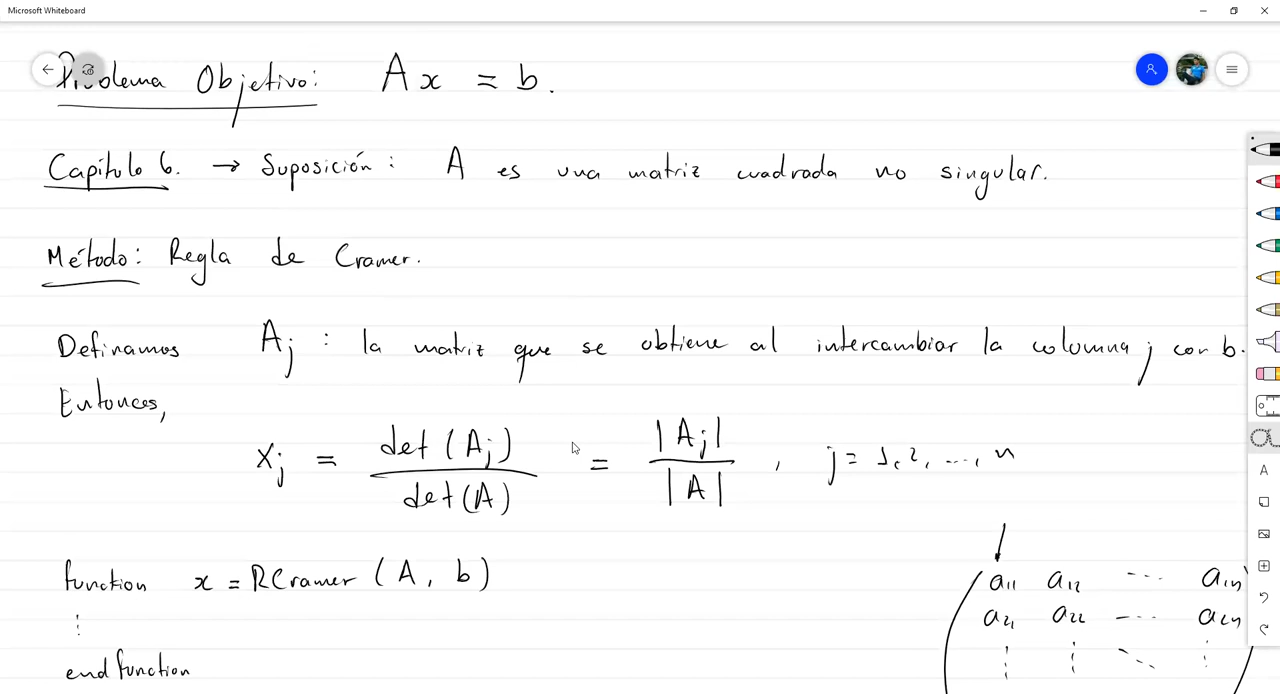 Microsoft Whiteboard
Problema Objetivo: Ax = b.
Capítulo 6. → Suposición: A es una matriz cuadrada no singular.
Método: Regla de Cramer.
Definamos Aj : la matriz que se obtiene al intercambiar la columna j con b.
Entonces,
xj = det(Aj) / det(A) = |Aj| / |A| , j = 1, 2, ..., n
function x = RCramer (A, b)
⋮
endfunction
a11 a12 ... a1n
a21 a22 ... a2n
⋮ ⋮ ⋱ ⋮
A